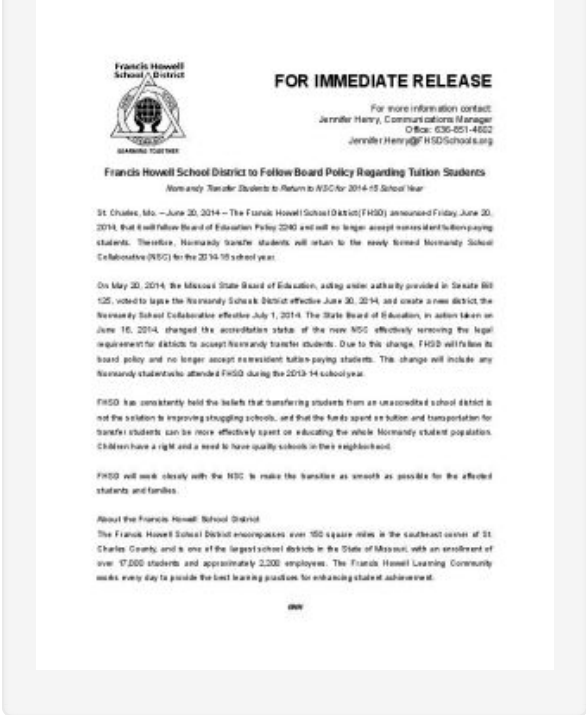 Francis Howell
School District
LEARNING TOGETHER
FOR IMMEDIATE RELEASE
For more information contact:
Jennifer Henry, Communications Manager
Office: 636-851-4602
Jennifer.Henry@FHSDSchools.org
Francis Howell School District to Follow Board Policy Regarding Tuition Students
Normandy Transfer Students to Return to NSC for 2014-15 School Year
St. Charles, Mo. – June 20, 2014 – The Francis Howell School District (FHSD) announced Friday, June 20,
2014, that it will follow Board of Education Policy 2240 and will no longer accept nonresident tuition paying
students. Therefore, Normandy transfer students will return to the newly formed Normandy School
Collaborative (NSC) for the 2014-15 school year.
On May 20, 2014, the Missouri State Board of Education, acting under authority provided in Senate Bill
125, voted to lapse the Normandy Schools District effective June 30, 2014, and create a new district, the
Normandy School Collaborative effective July 1, 2014. The State Board of Education, in action taken on
June 16, 2014, changed the accreditation status of the new NSC effectively removing the legal
requirement for districts to accept Normandy transfer students. Due to this change, FHSD will follow its
board policy and no longer accept nonresident tuition-paying students. This change will include any
Normandy student who attended FHSD during the 2013-14 school year.
FHSD has consistently held the beliefs that transferring students from an unaccredited school district is
not the solution to improving struggling schools, and that the funds spent on tuition and transportation for
transfer students can be more effectively spent on educating the whole Normandy student population.
Children have a right and a need to have quality schools in their neighborhood.
FHSD will work closely with the NSC to make the transition as smooth as possible for the affected
students and families.
About the Francis Howell School District
The Francis Howell School District encompasses over 150 square miles in the southeast corner of St.
Charles County, and is one of the largest school districts in the State of Missouri, with an enrollment of
over 17,000 students and approximately 2,200 employees. The Francis Howell Learning Community
works every day to provide the best learning practices for enhancing student achievement.